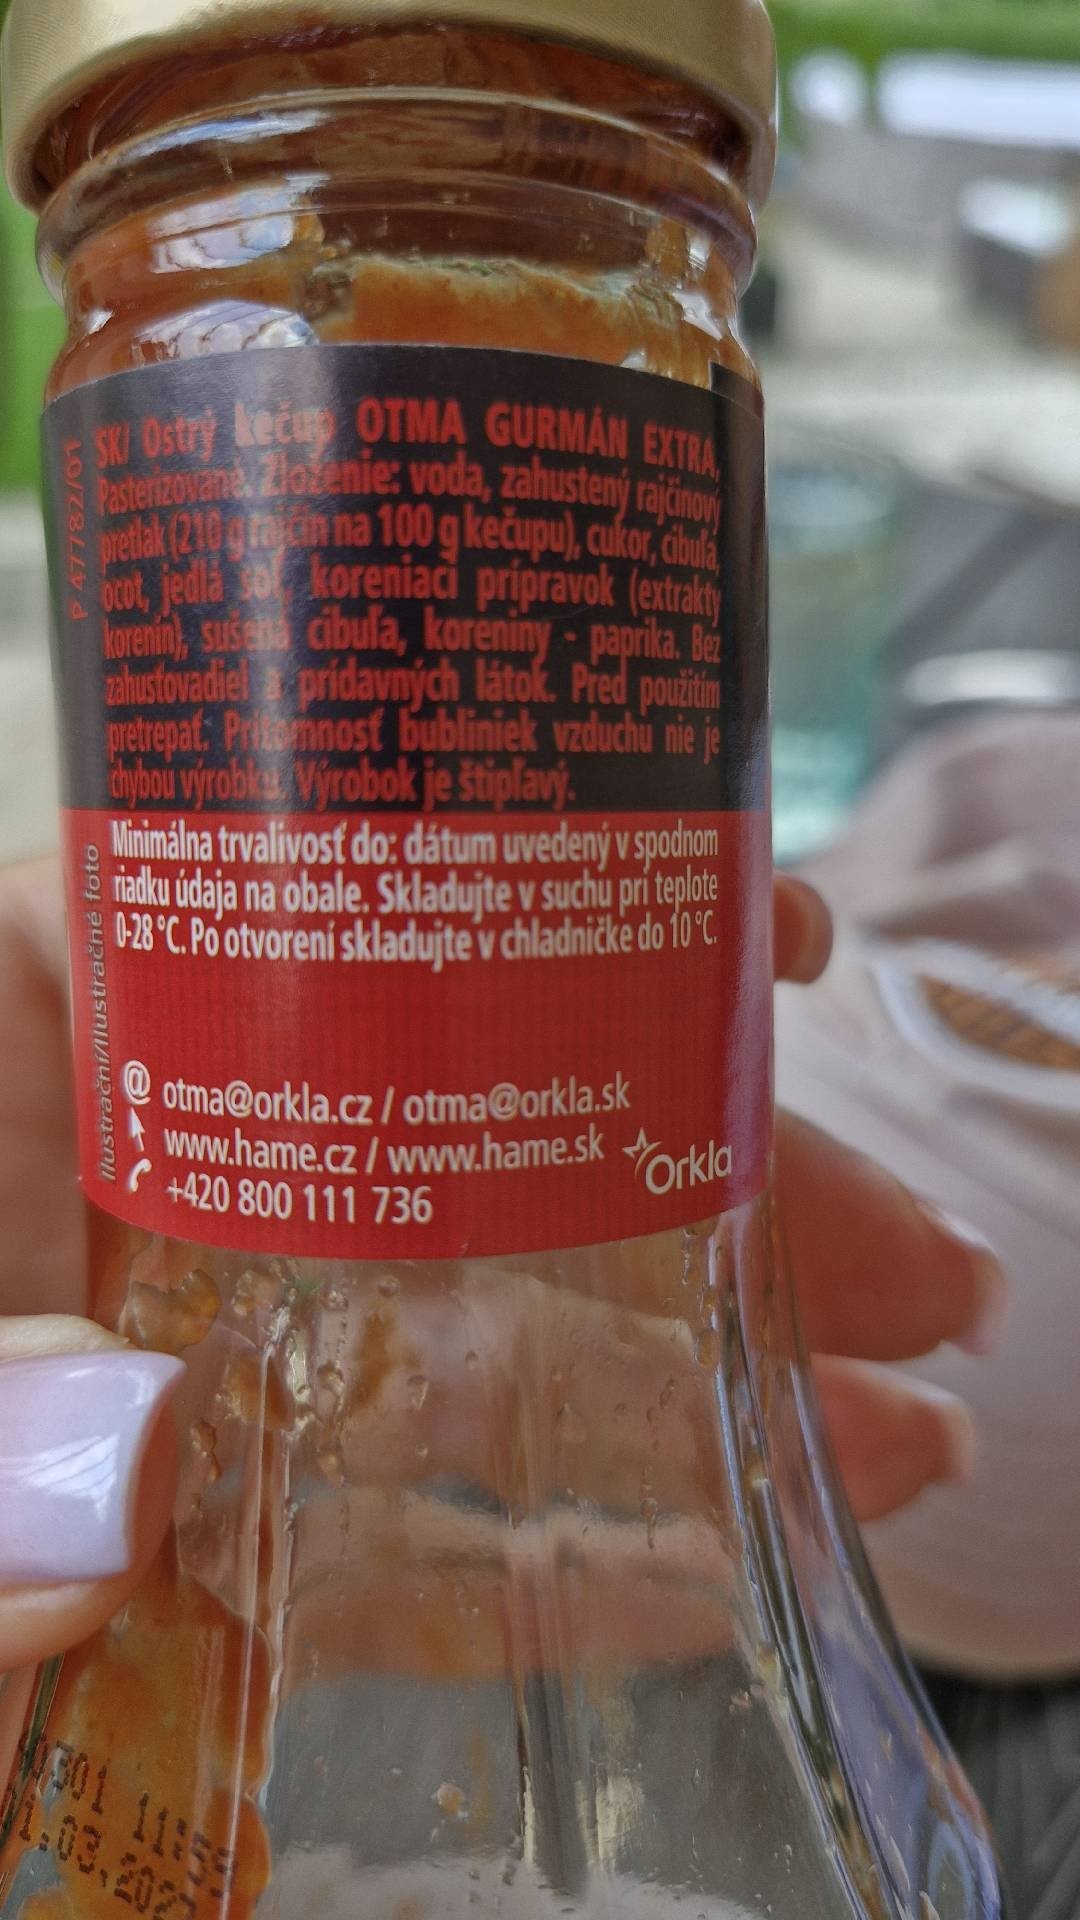 SK/ Ostrý kečup OTMA GURMÁN EXTRA,
Pasterizované. Zloženie: voda, zahustený rajčinový
pretlak (210 g rajčín na 100 g kečupu), cukor, cibuľa,
ocot, jedlá soľ, koreniaci prípravok (extrakty
korenín), sušená cibuľa, koreniny - paprika. Bez
zahusťovadiel a prídavných látok. Pred použitím
pretrepať. Prítomnosť bubliniek vzduchu nie je
chybou výrobku. Výrobok je štipľavý.
P 47782/01
Minimálna trvalivosť do: dátum uvedený v spodnom
riadku údaja na obale. Skladujte v suchu pri teplote
0-28 °C. Po otvorení skladujte v chladničke do 10 °C.
Ilustrační/Ilustračné foto
@ otma@orkla.cz / otma@orkla.sk
www.hame.cz / www.hame.sk
+420 800 111 736
Orkla